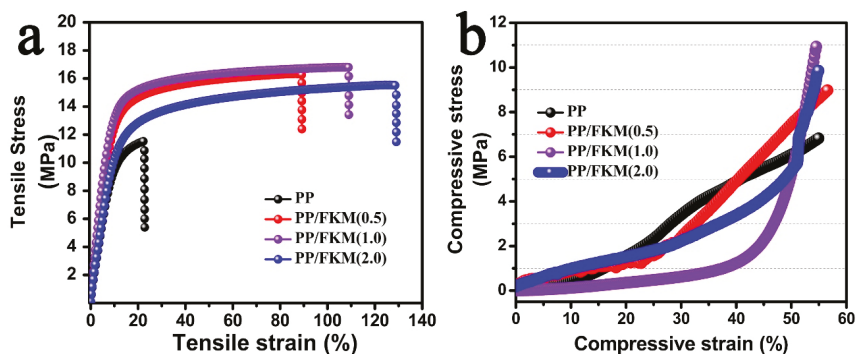 a
Tensile Stress
(MPa)
20
18
16
14
12
10
8
6
4
2
PP
PP/FKM(0.5)
PP/FKM(1.0)
PP/FKM(2.0)
0 20 40 60 80 100 120 140
Tensile strain (%)
b
Compressive stress
(MPa)
12
10
8
6
4
2
0
PP
PP/FKM(0.5)
PP/FKM(1.0)
PP/FKM(2.0)
0 10 20 30 40 50 60
Compressive strain (%)